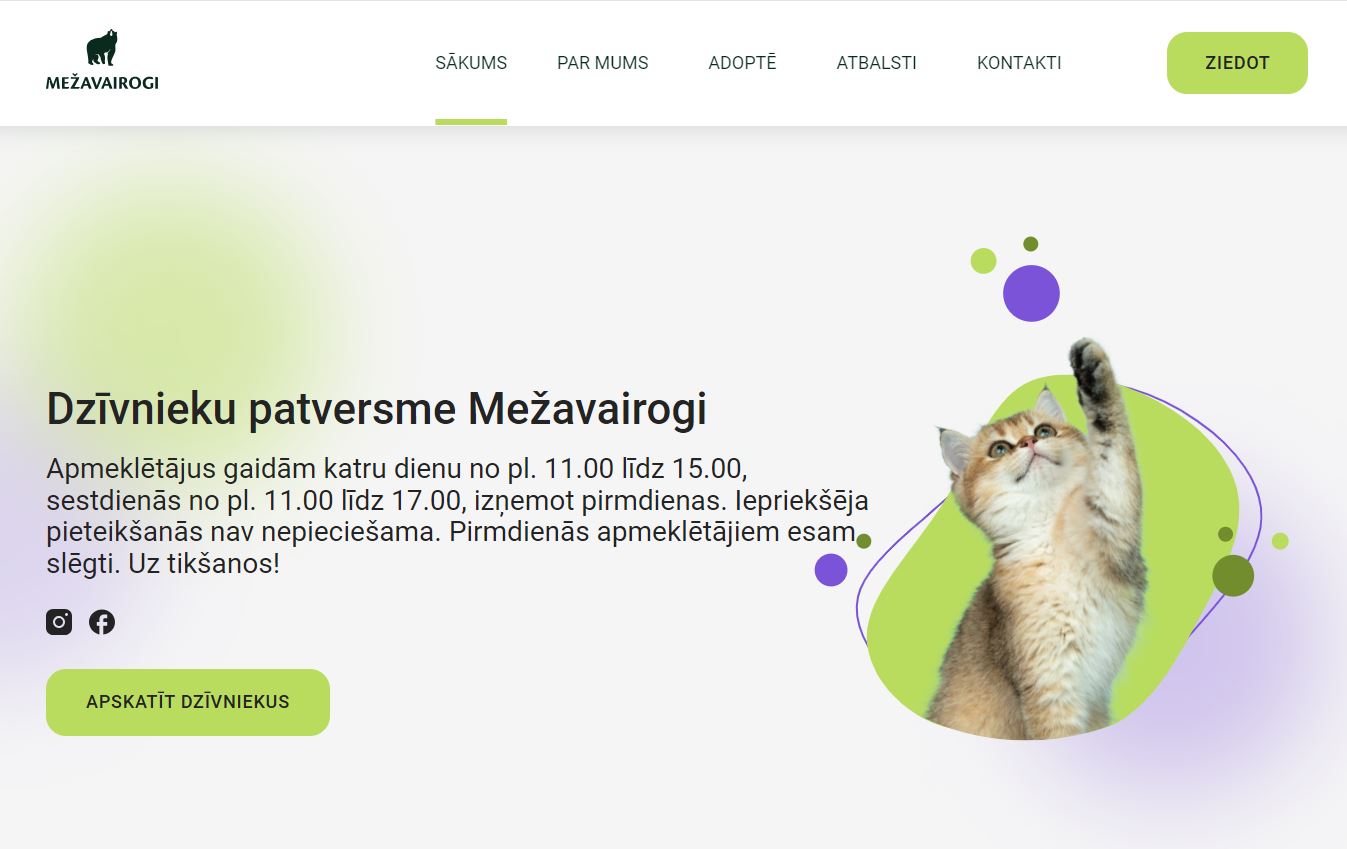 MEŽAVAIROGI
SĀKUMS
PAR MUMS
ADOPTĒ
ATBALSTI
KONTAKTI
ZIEDOT
Dzīvnieku patversme Mežavairogi
Apmeklētājus gaidām katru dienu no pl. 11.00 līdz 15.00,
sestdienās no pl. 11.00 līdz 17.00, izņemot pirmdienas. Iepriekšēja
pieteikšanās nav nepieciešama. Pirmdienās apmeklētājiem esam
slēgti. Uz tikšanos!
APSKATĪT DZĪVNIEKUS